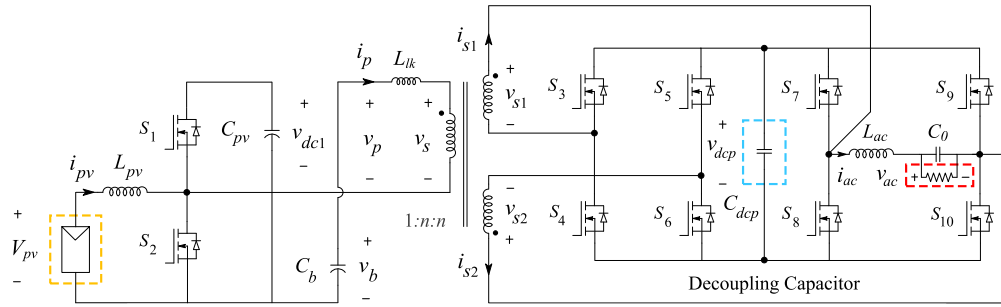 i_pv
L_pv
+
V_pv
−
S_1
S_2
C_pv
+
v_dc1
−
C_b
i_p
L_lk
+
v_p
−
+
v_s
−
+
v_b
−
1:n:n
i_s1
+
v_s1
−
−
v_s2
+
i_s2
S_3
S_4
S_5
S_6
+
v_dcp
−
C_dcp
S_7
S_8
i_ac
L_ac
C_0
v_ac
+ −
S_9
S_10
Decoupling Capacitor